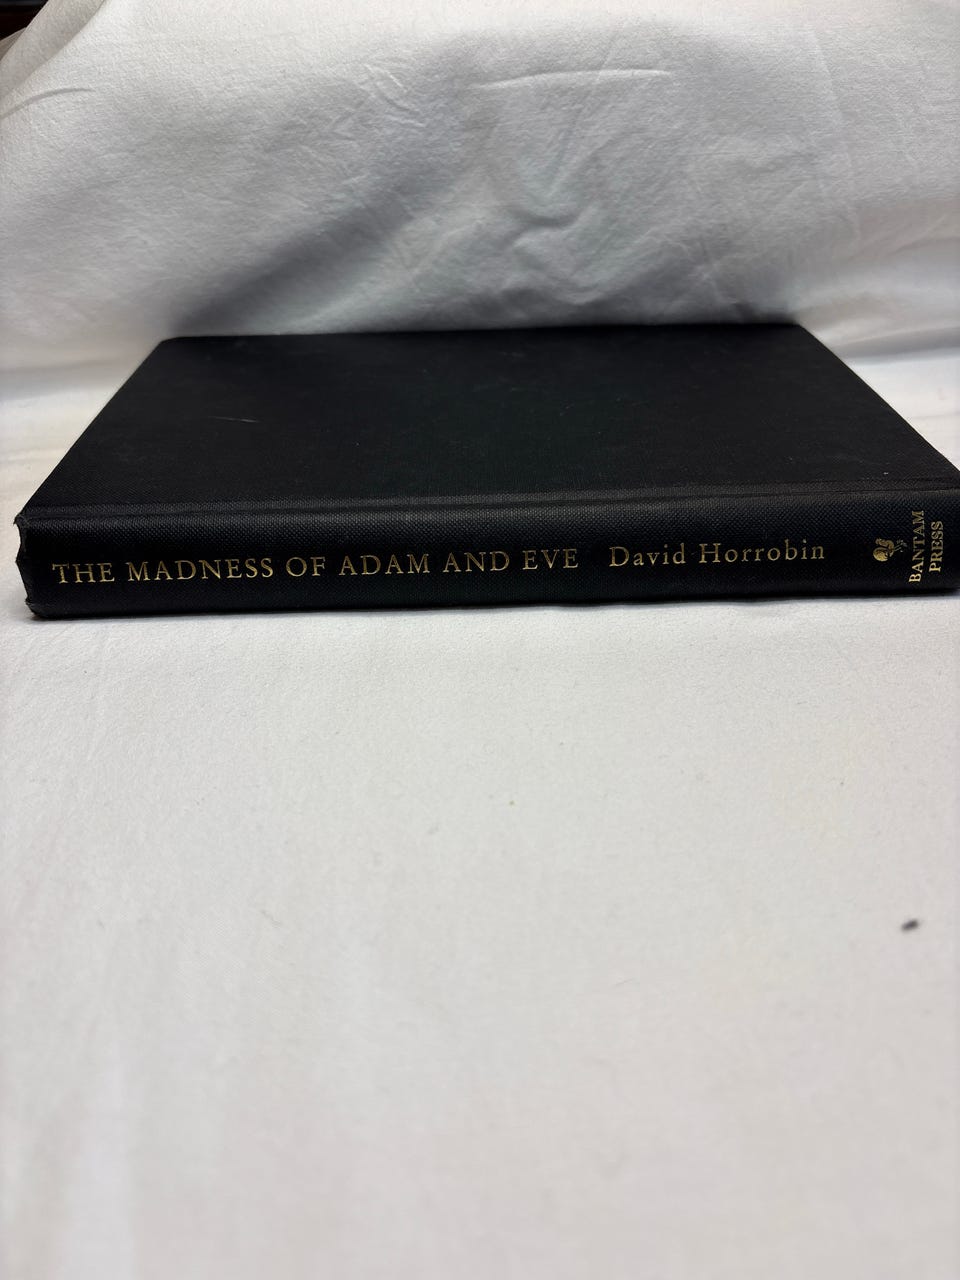 THE MADNESS OF ADAM AND EVE David Horrobin
BANTAM
PRESS